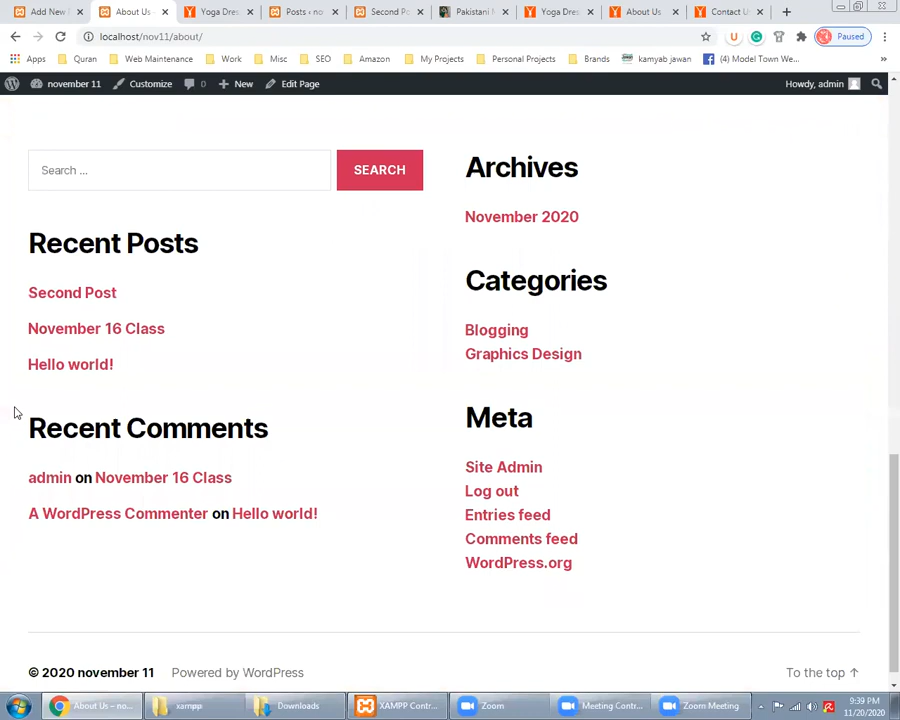 Add New
About Us
Yoga Dres
Posts ‹ no
Second Po
Pakistani
Yoga Dres
About Us
Contact U
localhost/nov11/about/
Paused
Apps
Quran
Web Maintenance
Work
Misc
SEO
Amazon
My Projects
Personal Projects
Brands
kamyab jawan
(4) Model Town We...
november 11
Customize
0
New
Edit Page
Howdy, admin
Search ...
SEARCH
Recent Posts
Second Post
November 16 Class
Hello world!
Recent Comments
admin on November 16 Class
A WordPress Commenter on Hello world!
Archives
November 2020
Categories
Blogging
Graphics Design
Meta
Site Admin
Log out
Entries feed
Comments feed
WordPress.org
© 2020 november 11
Powered by WordPress
To the top ↑
About Us – no...
xampp
Downloads
XAMPP Contr...
Zoom
Meeting Contr...
Zoom Meeting
9:39 PM
11/20/2020